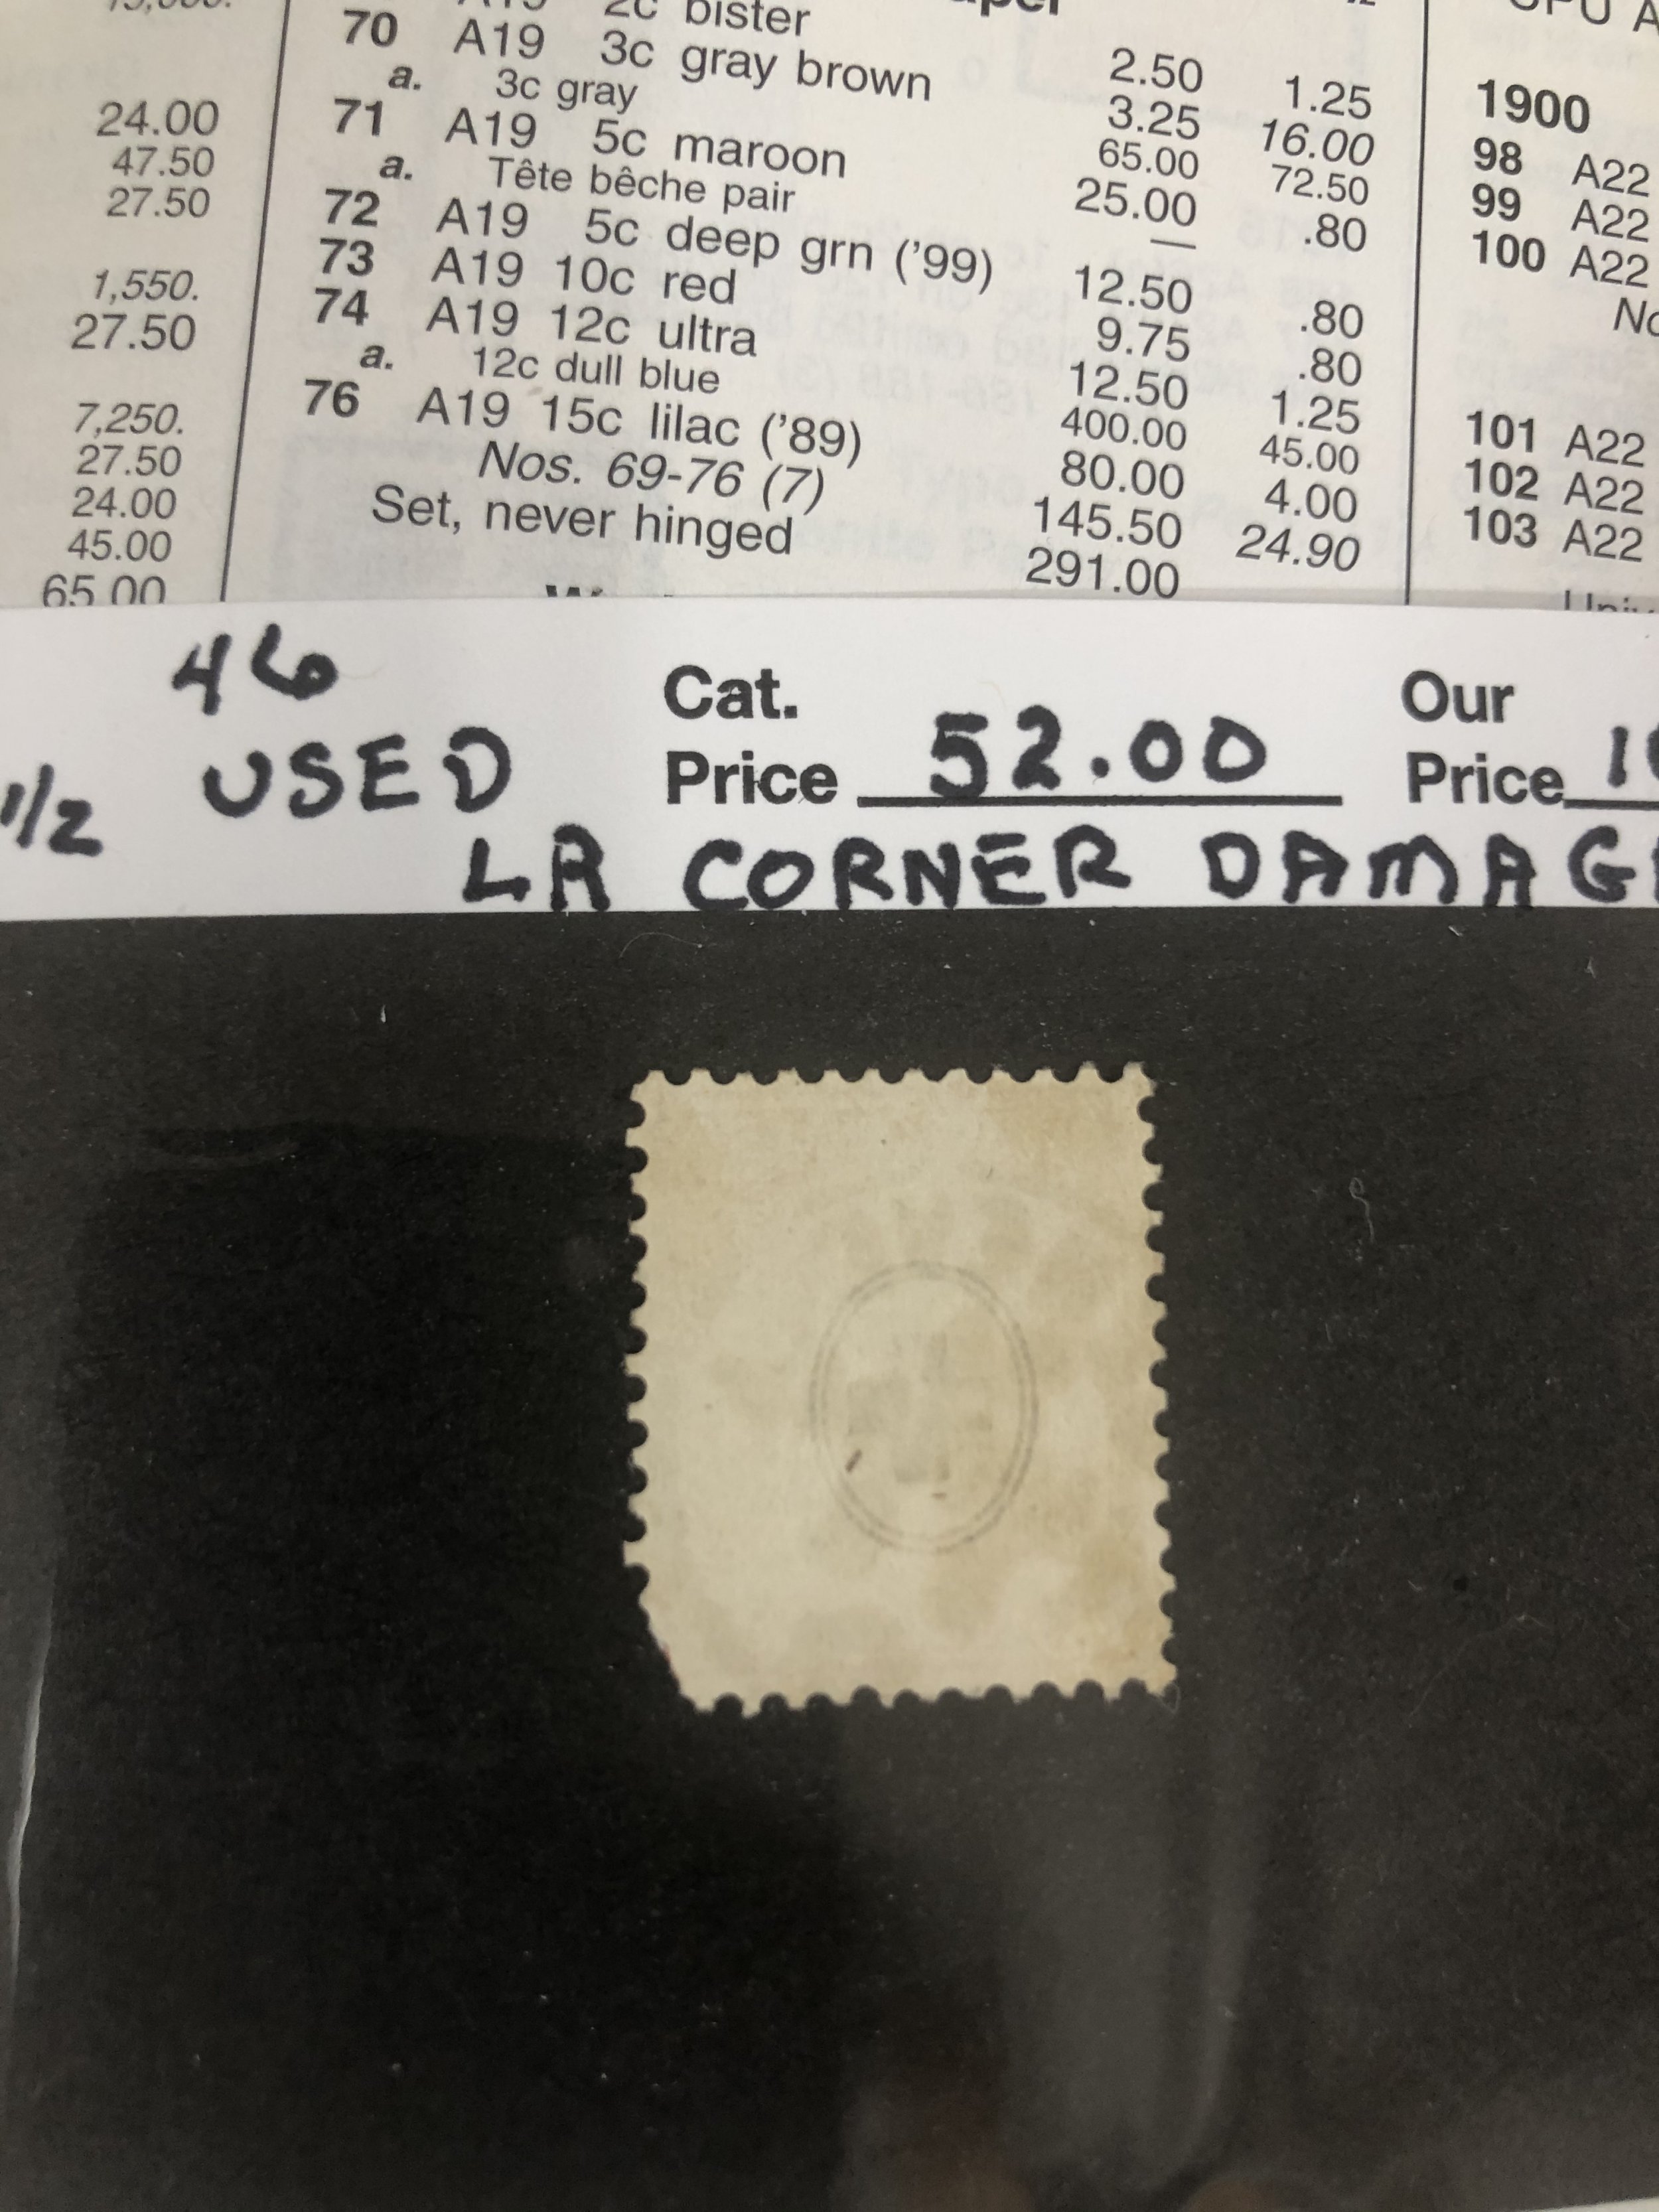 24.00
47.50
27.50
1,550.
27.50
7,250.
27.50
24.00
45.00
65.00
2c bister
70 A19 3c gray brown 2.50 1.25
a. 3c gray 3.25 16.00
71 A19 5c maroon 65.00 72.50
a. Tête bêche pair 25.00 .80
72 A19 5c deep grn ('99) —
73 A19 10c red 12.50 .80
74 A19 12c ultra 9.75 .80
a. 12c dull blue 12.50 1.25
76 A19 15c lilac ('89) 400.00 45.00
Nos. 69-76 (7) 80.00 4.00
Set, never hinged 145.50 24.90
291.00
1900
98 A22
99 A22
100 A22
101 A22
102 A22
103 A22
46
1/2 USED
Cat.
Price 52.00
Our
Price
LR CORNER